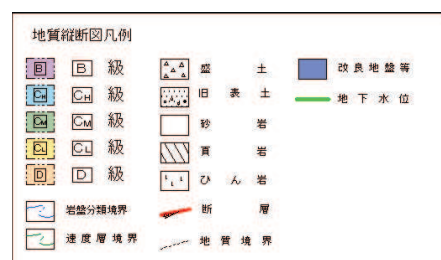 地質縦断図凡例
B B 級
CH CH 級
CM CM 級
CL CL 級
D D 級
岩盤分類境界
速度層境界
盛土
旧表土
砂岩
頁岩
ひん岩
断層
地質境界
改良地盤等
地下水位